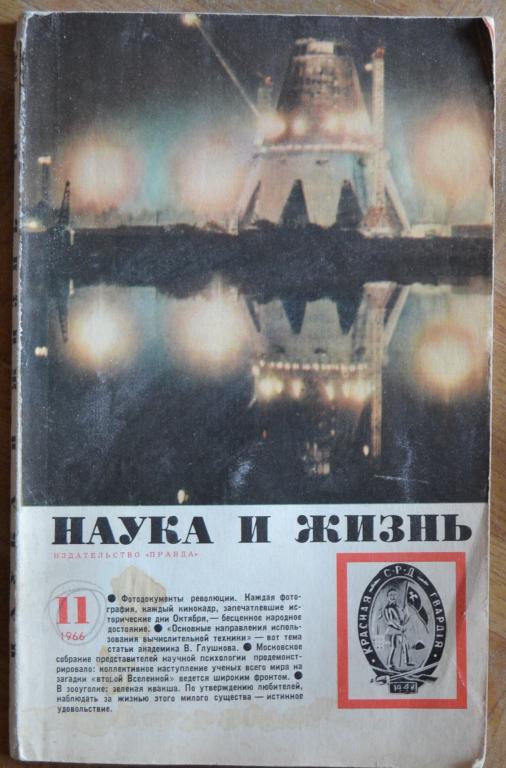 НАУКА И ЖИЗНЬ
ИЗДАТЕЛЬСТВО «ПРАВДА»
11
1966
● Фотодокументы революции. Каждая фото-
графия, каждый кинокадр, запечатлевшие ис-
торические дни Октября,— бесценное народное
достояние. ● «Основные направления исполь-
зования вычислительной техники» — вот тема
статьи академика В. Глушкова. ● Московское
собрание представителей научной психологии продемонст-
рировало: коллективное наступление ученых всего мира на
загадки «второй Вселенной» ведется широким фронтом. ●
В зооуголке: зеленая квакша. По утверждению любителей,
наблюдать за жизнью этого милого существа — истинное
удовольствие.
КРАСНАЯ
С·Р·Д
ГВАРДIЯ